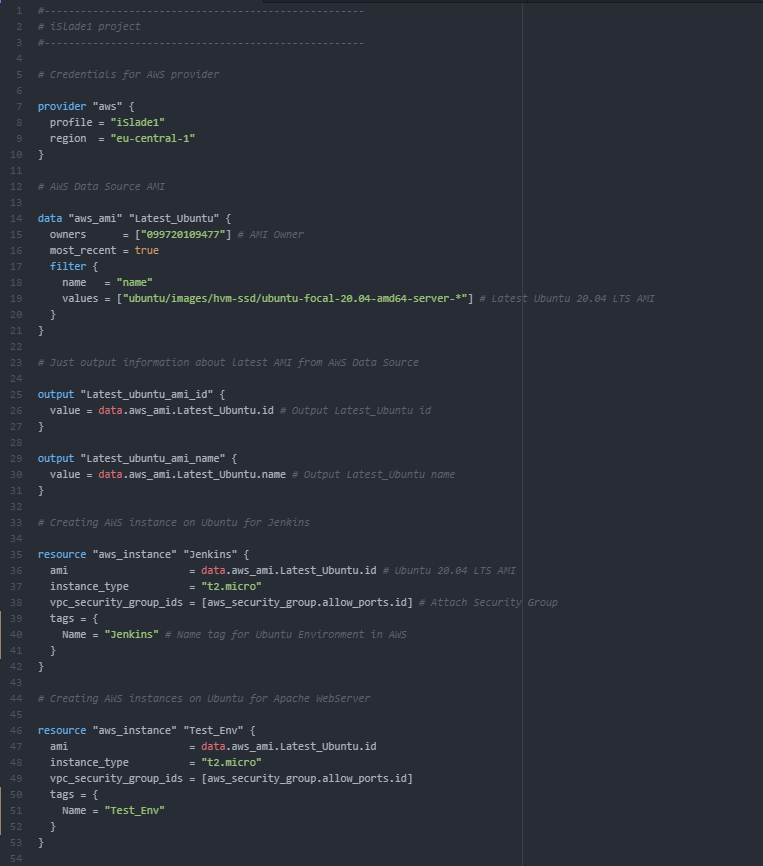 1 #-----------------------------------------------------
2 # iSlade1 project
3 #-----------------------------------------------------
4
5 # Credentials for AWS provider
6
7 provider "aws" {
8   profile = "iSlade1"
9   region  = "eu-central-1"
10 }
11
12 # AWS Data Source AMI
13
14 data "aws_ami" "Latest_Ubuntu" {
15   owners      = ["099720109477"] # AMI Owner
16   most_recent = true
17   filter {
18     name   = "name"
19     values = ["ubuntu/images/hvm-ssd/ubuntu-focal-20.04-amd64-server-*"] # Latest Ubuntu 20.04 LTS AMI
20   }
21 }
22
23 # Just output information about latest AMI from AWS Data Source
24
25 output "Latest_ubuntu_ami_id" {
26   value = data.aws_ami.Latest_Ubuntu.id # Output Latest_Ubuntu id
27 }
28
29 output "Latest_ubuntu_ami_name" {
30   value = data.aws_ami.Latest_Ubuntu.name # Output Latest_Ubuntu name
31 }
32
33 # Creating AWS instance on Ubuntu for Jenkins
34
35 resource "aws_instance" "Jenkins" {
36   ami                    = data.aws_ami.Latest_Ubuntu.id # Ubuntu 20.04 LTS AMI
37   instance_type          = "t2.micro"
38   vpc_security_group_ids = [aws_security_group.allow_ports.id] # Attach Security Group
39   tags = {
40     Name = "Jenkins" # Name tag for Ubuntu Environment in AWS
41   }
42 }
43
44 # Creating AWS instances on Ubuntu for Apache WebServer
45
46 resource "aws_instance" "Test_Env" {
47   ami                    = data.aws_ami.Latest_Ubuntu.id
48   instance_type          = "t2.micro"
49   vpc_security_group_ids = [aws_security_group.allow_ports.id]
50   tags = {
51     Name = "Test_Env"
52   }
53 }
54